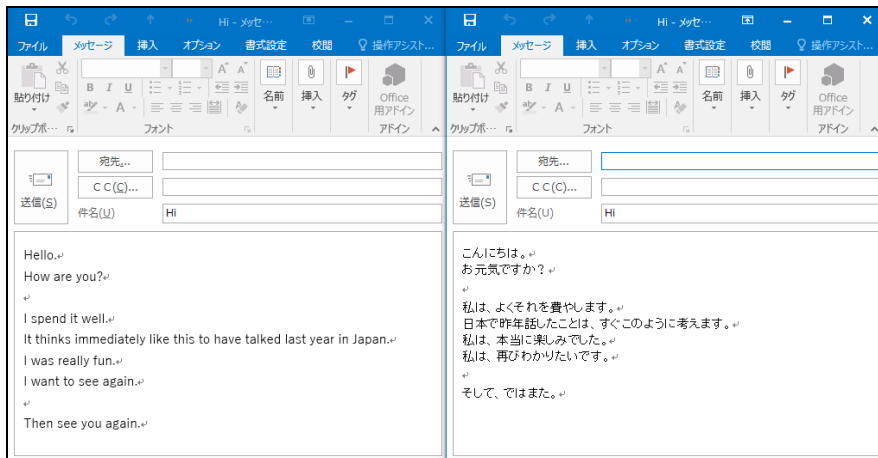 Hi - メッセ…
ファイル メッセージ 挿入 オプション 書式設定 校閲 操作アシスト...
貼り付け
B I U
A A
aby A
名前 挿入 タグ Office
用アドイン
クリップボ… フォント アドイン
宛先...
CC(C)...
送信(S)
件名(U) Hi
Hello.
How are you?
I spend it well.
It thinks immediately like this to have talked last year in Japan.
I was really fun.
I want to see again.
Then see you again.
Hi - メッセ…
ファイル メッセージ 挿入 オプション 書式設定 校閲 操作アシスト...
貼り付け
B I U
A A
aby A
名前 挿入 タグ Office
用アドイン
クリップボ… フォント アドイン
宛先...
CC(C)...
送信(S)
件名(U) Hi
こんにちは。
お元気ですか？
私は、よくそれを費やします。
日本で昨年話したことは、すぐこのように考えます。
私は、本当に楽しみでした。
私は、再びわかりたいです。
そして、ではまた。